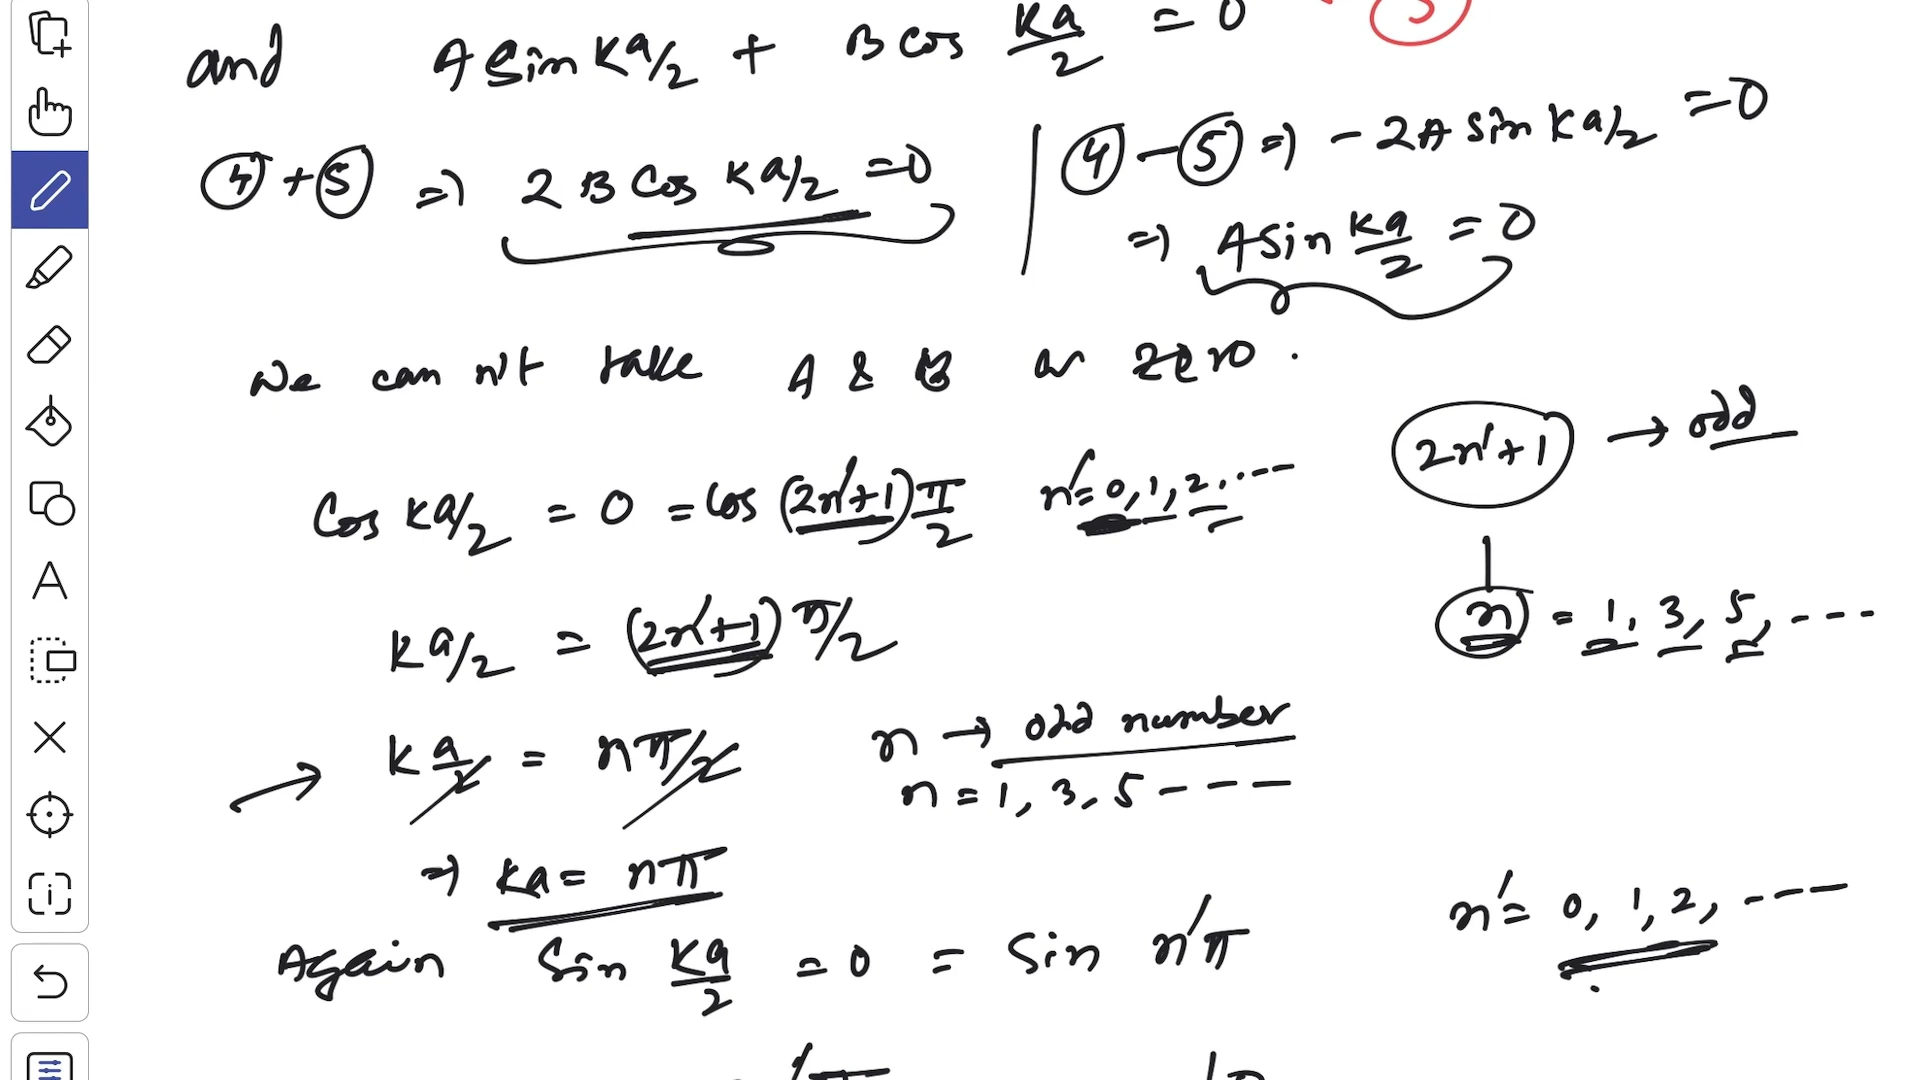 and A sin Ka/2 + B cos Ka/2 = 0
④ + ⑤ ⇒ 2 B cos Ka/2 = 0
④ − ⑤ ⇒ − 2A sin Ka/2 = 0
⇒ A sin Ka/2 = 0
We can n't take A & B as zero.
2n'+1 → odd
Cos Ka/2 = 0 = cos (2n'+1) π/2 n' = 0, 1, 2, ----
n = 1, 3, 5, ----
Ka/2 = (2n'+1) π/2
→ K a/2 = nπ/2 n → odd number
n = 1, 3, 5 ----
⇒ Ka = nπ
n' = 0, 1, 2, ----
Again Sin Ka/2 = 0 = Sin n'π
A